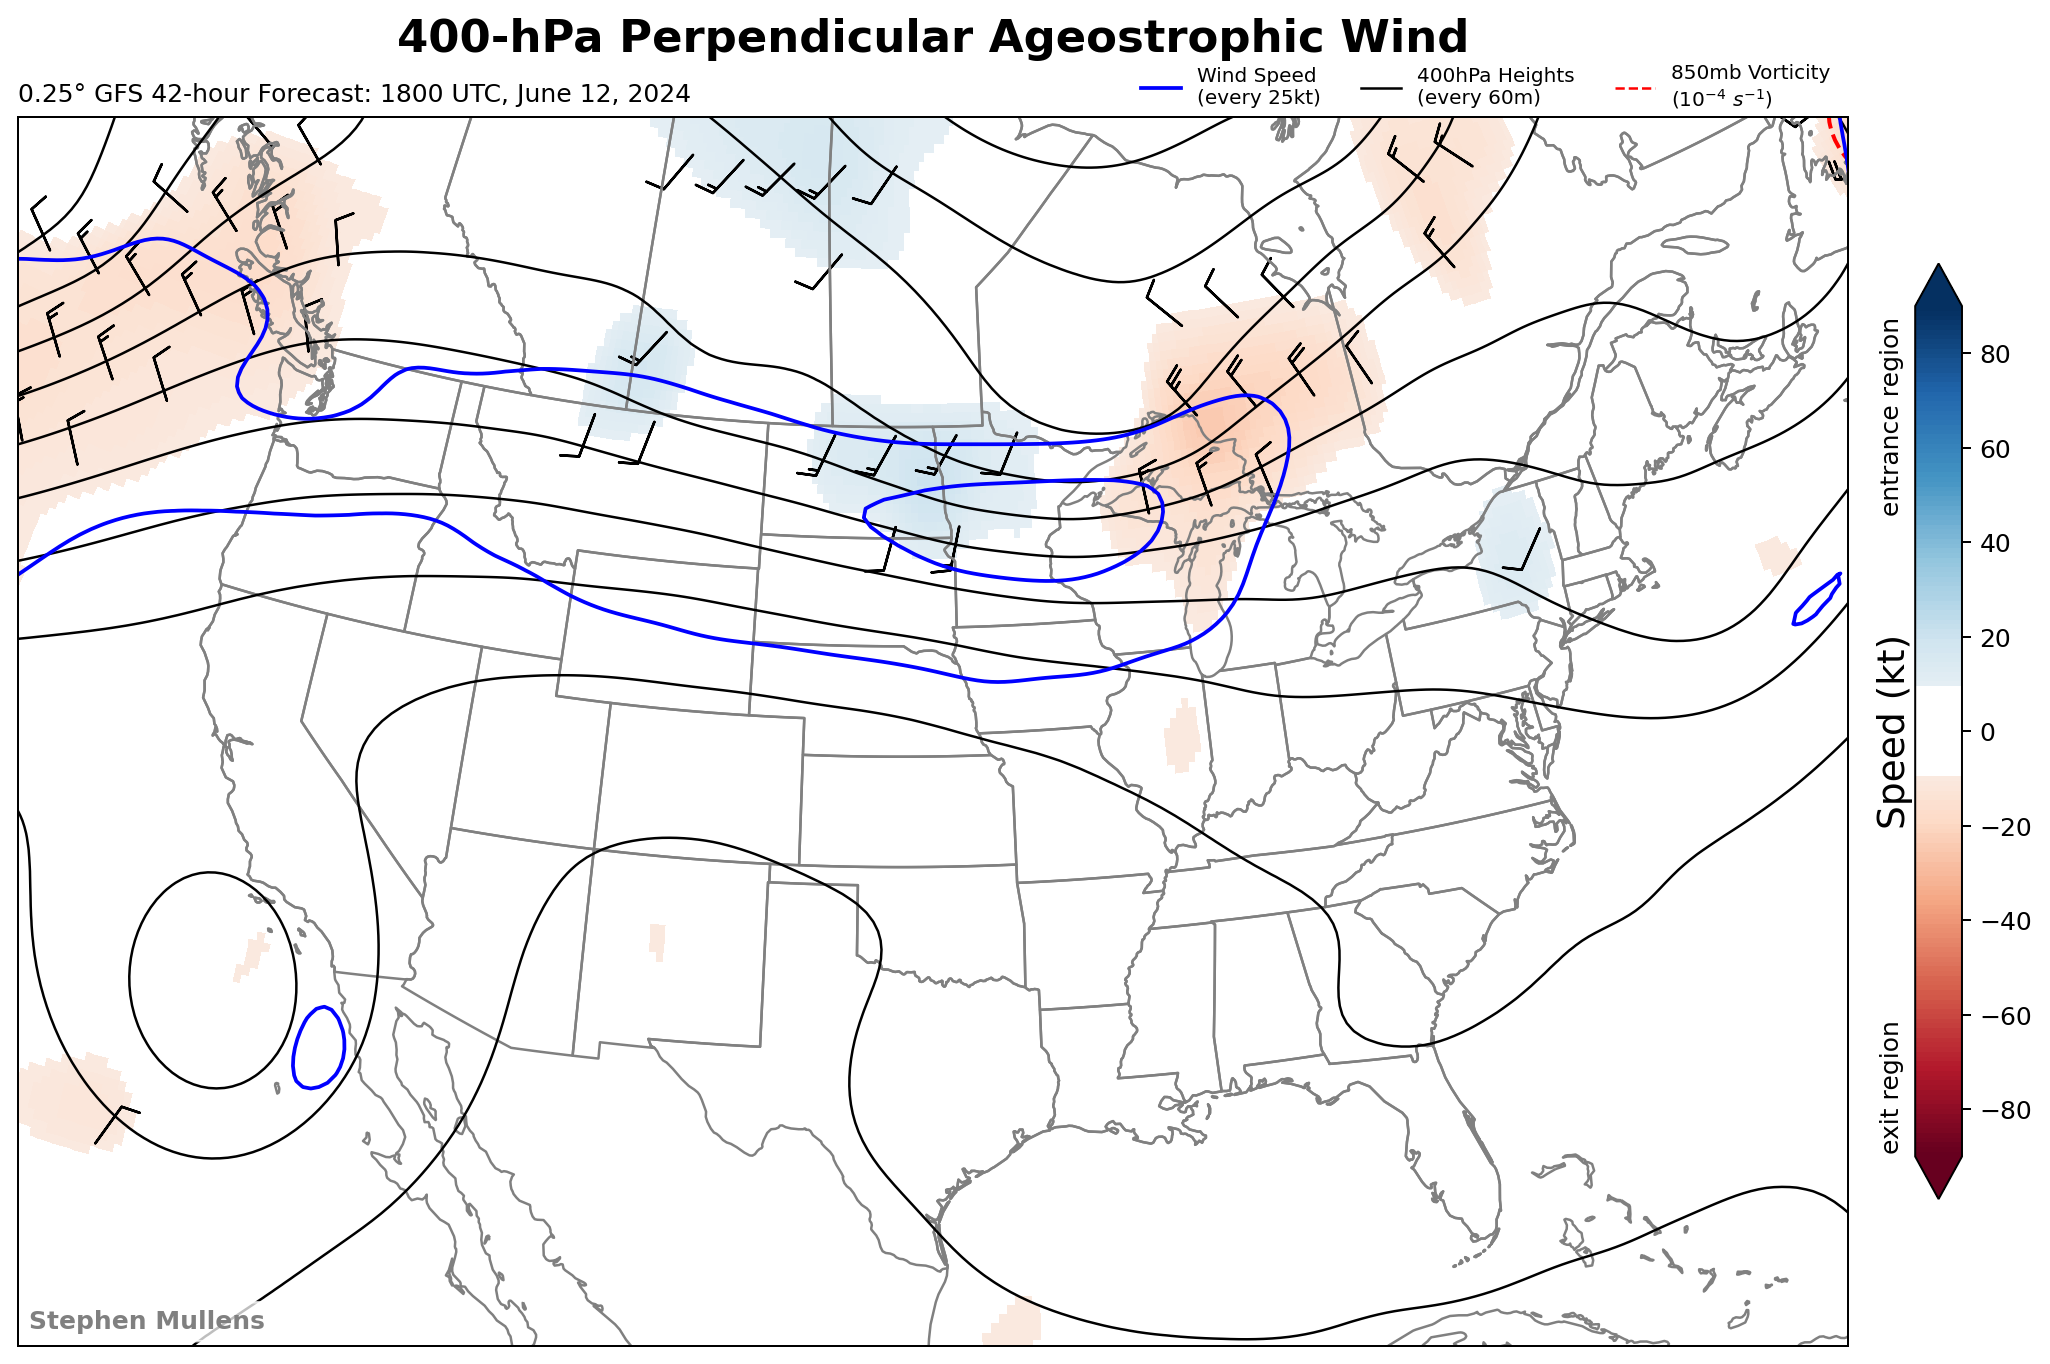 400-hPa Perpendicular Ageostrophic Wind
0.25° GFS 42-hour Forecast: 1800 UTC, June 12, 2024
Wind Speed
(every 25kt)
400hPa Heights
(every 60m)
850mb Vorticity
(10⁻⁴ s⁻¹)
entrance region
Speed (kt)
exit region
80
60
40
20
0
−20
−40
−60
−80
Stephen Mullens